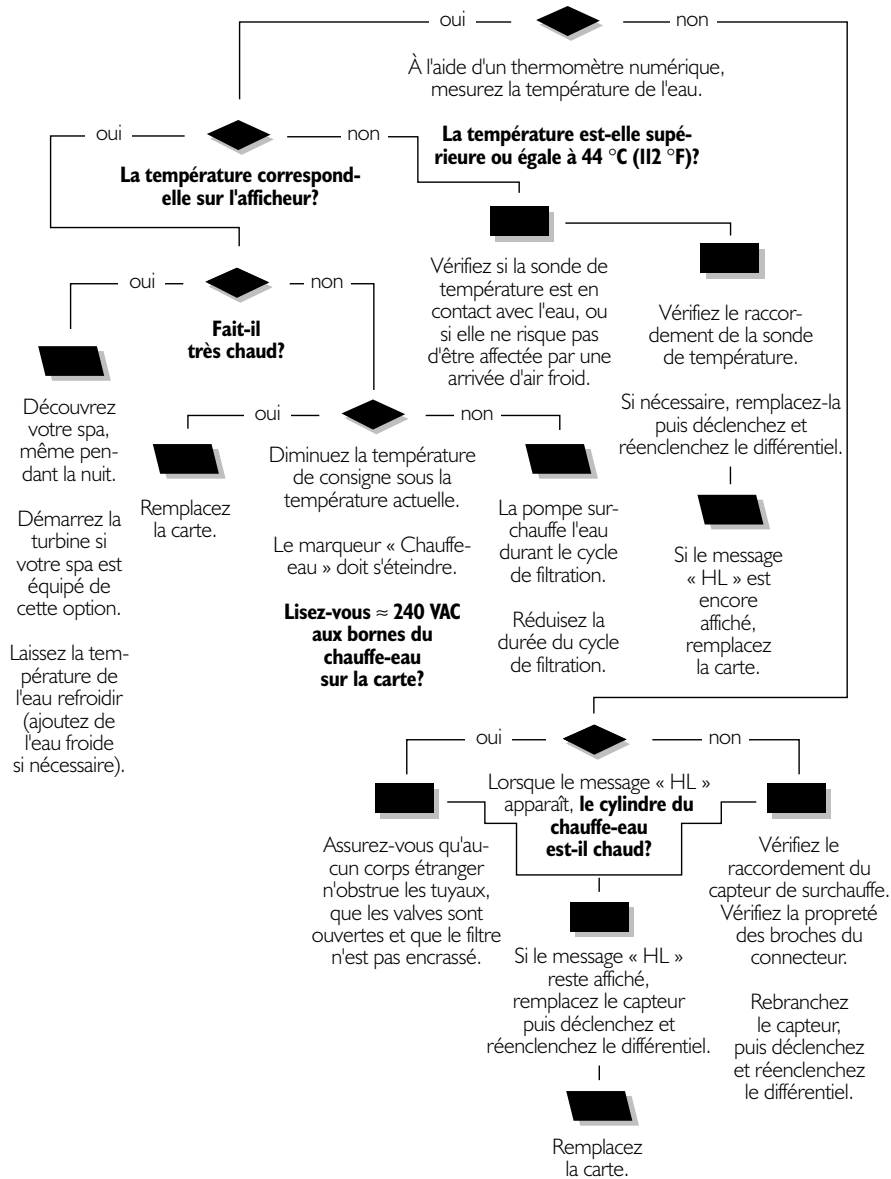 oui
non
À l'aide d'un thermomètre numérique,
mesurez la température de l'eau.
La température est-elle supé-
rieure ou égale à 44 °C (II2 °F)?
oui
non
La température correspond-
elle sur l'afficheur?
Vérifiez si la sonde de
température est en
contact avec l'eau, ou
si elle ne risque pas
d'être affectée par une
arrivée d'air froid.
Vérifiez le raccor-
dement de la sonde
de température.
Si nécessaire, remplacez-la
puis déclenchez et
réenclenchez le différentiel.
Si le message
« HL » est
encore
affiché,
remplacez
la carte.
oui
non
Fait-il
très chaud?
Découvrez
votre spa,
même pen-
dant la nuit.
Démarrez la
turbine si
votre spa est
équipé de
cette option.
Laissez la tem-
pérature de
l'eau refroidir
(ajoutez de
l'eau froide
si nécessaire).
oui
non
Remplacez
la carte.
Diminuez la température
de consigne sous la
température actuelle.
Le marqueur « Chauffe-
eau » doit s'éteindre.
Lisez-vous ≈ 240 VAC
aux bornes du
chauffe-eau
sur la carte?
La pompe sur-
chauffe l'eau
durant le cycle
de filtration.
Réduisez la
durée du cycle
de filtration.
oui
non
Lorsque le message « HL »
apparaît, le cylindre du
chauffe-eau
est-il chaud?
Assurez-vous qu'au-
cun corps étranger
n'obstrue les tuyaux,
que les valves sont
ouvertes et que le filtre
n'est pas encrassé.
Si le message « HL »
reste affiché,
remplacez le capteur
puis déclenchez et
réenclenchez le différentiel.
Remplacez
la carte.
Vérifiez le
raccordement du
capteur de surchauffe.
Vérifiez la propreté
des broches du
connecteur.
Rebranchez
le capteur,
puis déclenchez
et réenclenchez
le différentiel.